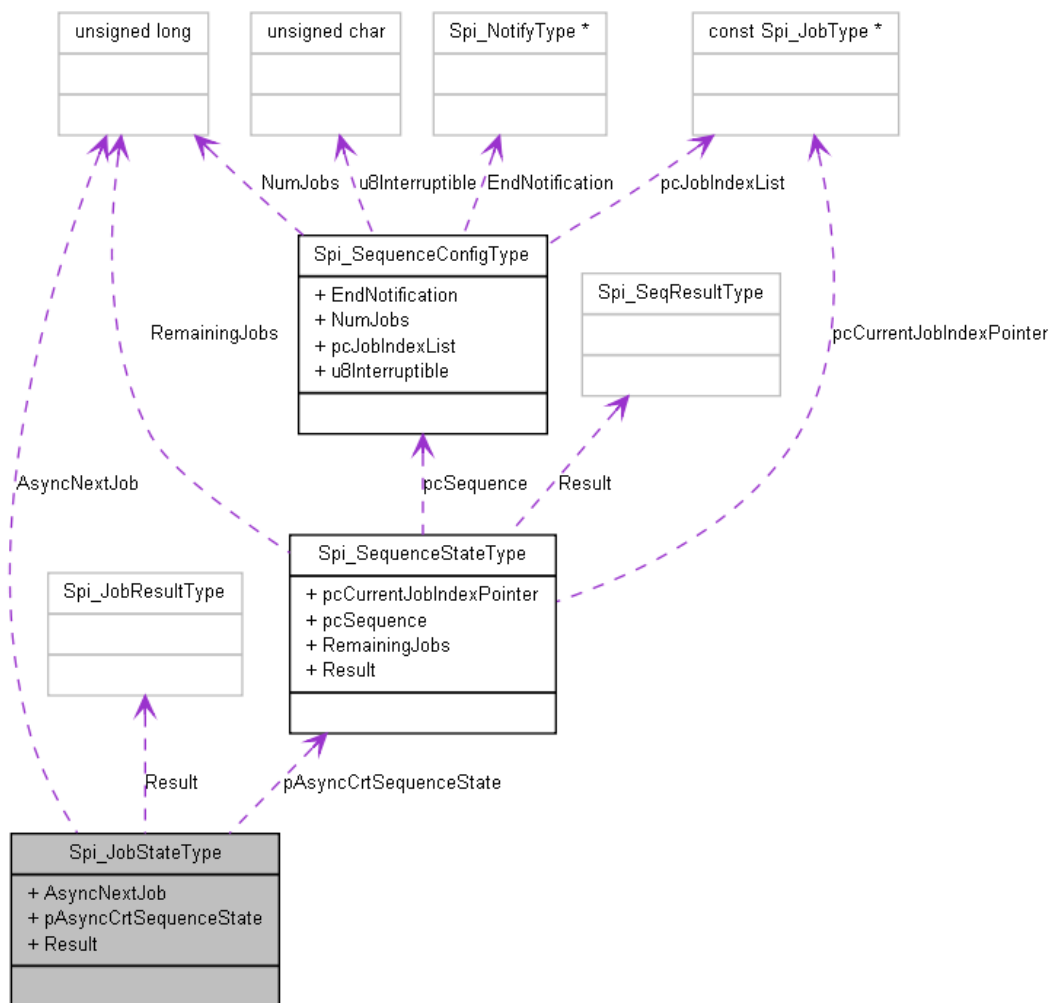 unsigned long
unsigned char
Spi_NotifyType *
const Spi_JobType *
NumJobs
u8Interruptible
EndNotification
pcJobIndexList
Spi_SequenceConfigType
+ EndNotification
+ NumJobs
+ pcJobIndexList
+ u8Interruptible
Spi_SeqResultType
RemainingJobs
pcCurrentJobIndexPointer
AsyncNextJob
pcSequence
Result
Spi_SequenceStateType
+ pcCurrentJobIndexPointer
+ pcSequence
+ RemainingJobs
+ Result
Spi_JobResultType
Result
pAsyncCrtSequenceState
Spi_JobStateType
+ AsyncNextJob
+ pAsyncCrtSequenceState
+ Result